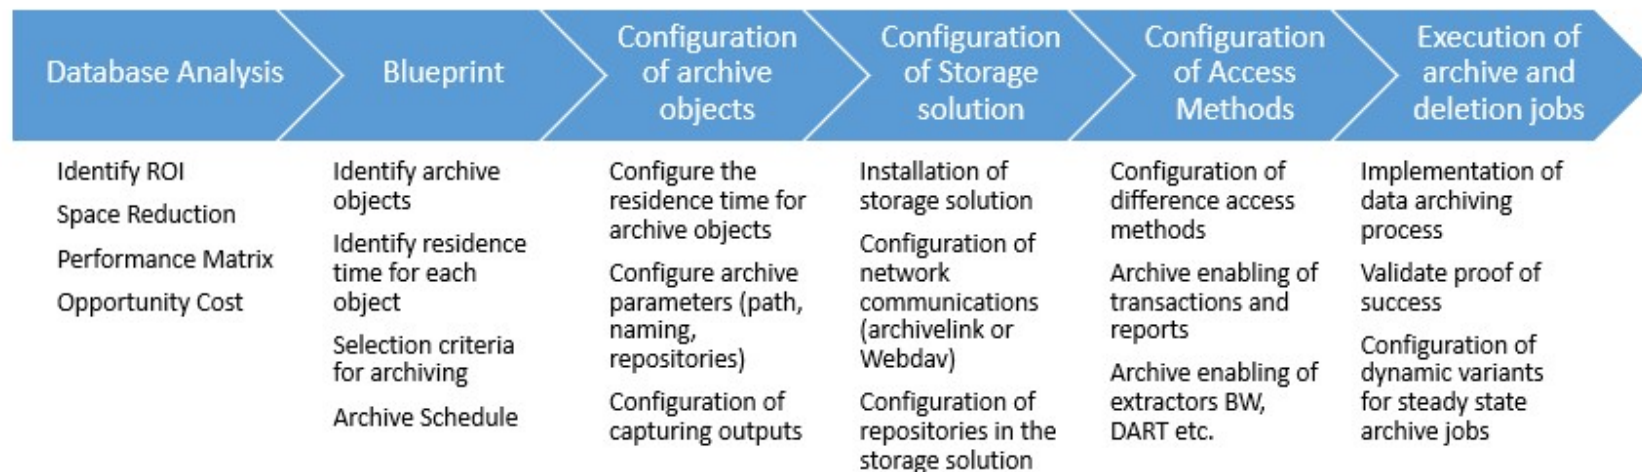 Database Analysis
Blueprint
Configuration
of archive
objects
Configuration
of Storage
solution
Configuration
of Access
Methods
Execution of
archive and
deletion jobs
Identify ROI
Space Reduction
Performance Matrix
Opportunity Cost
Identify archive
objects
Identify residence
time for each
object
Selection criteria
for archiving
Archive Schedule
Configure the
residence time for
archive objects
Configure archive
parameters (path,
naming,
repositories)
Configuration of
capturing outputs
Installation of
storage solution
Configuration of
network
communications
(archivelink or
Webdav)
Configuration of
repositories in the
storage solution
Configuration of
difference access
methods
Archive enabling of
transactions and
reports
Archive enabling of
extractors BW,
DART etc.
Implementation of
data archiving
process
Validate proof of
success
Configuration of
dynamic variants
for steady state
archive jobs